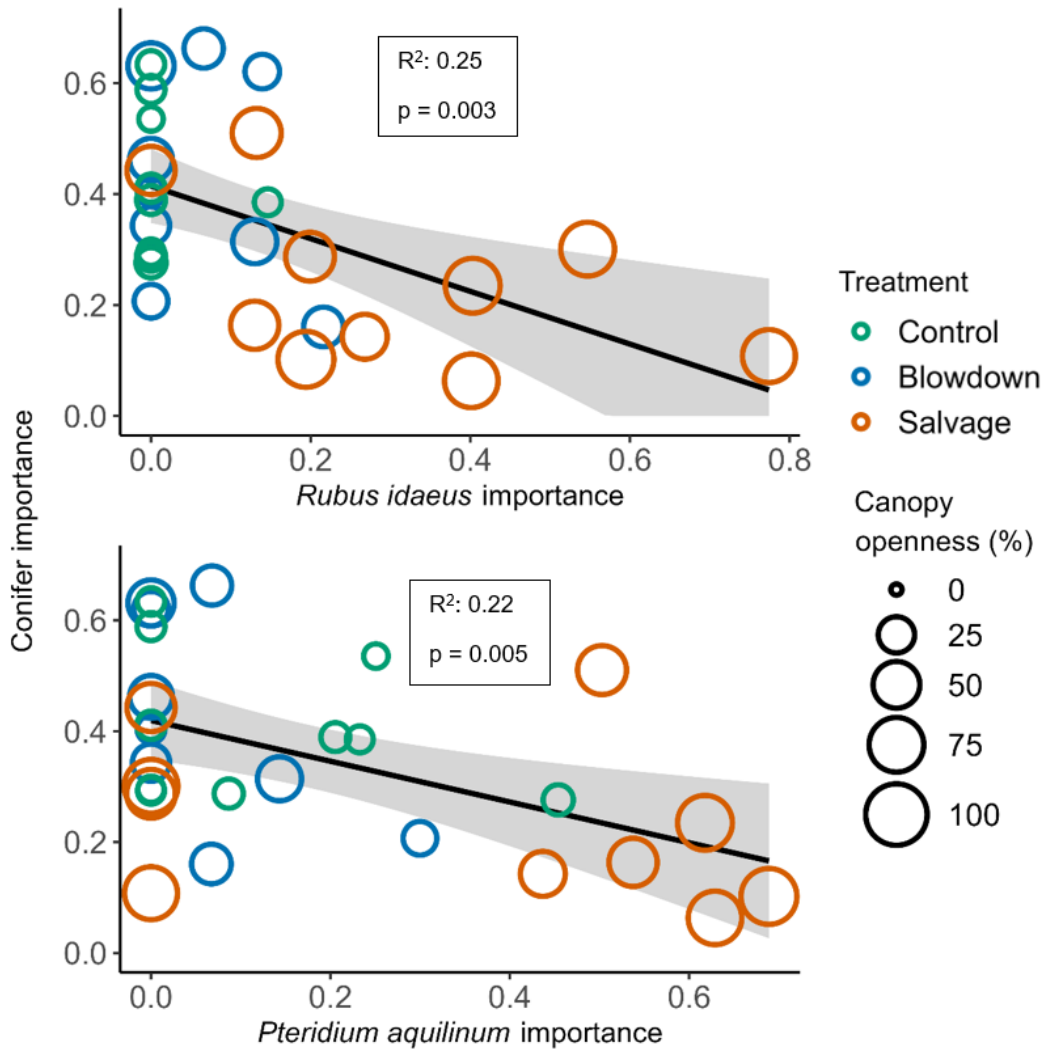 R²: 0.25
p = 0.003
0.6
0.4
0.2
0.0
0.0 0.2 0.4 0.6 0.8
Rubus idaeus importance
Conifer importance
R²: 0.22
p = 0.005
0.6
0.4
0.2
0.0
0.0 0.2 0.4 0.6
Pteridium aquilinum importance
Treatment
Control
Blowdown
Salvage
Canopy
openness (%)
0
25
50
75
100